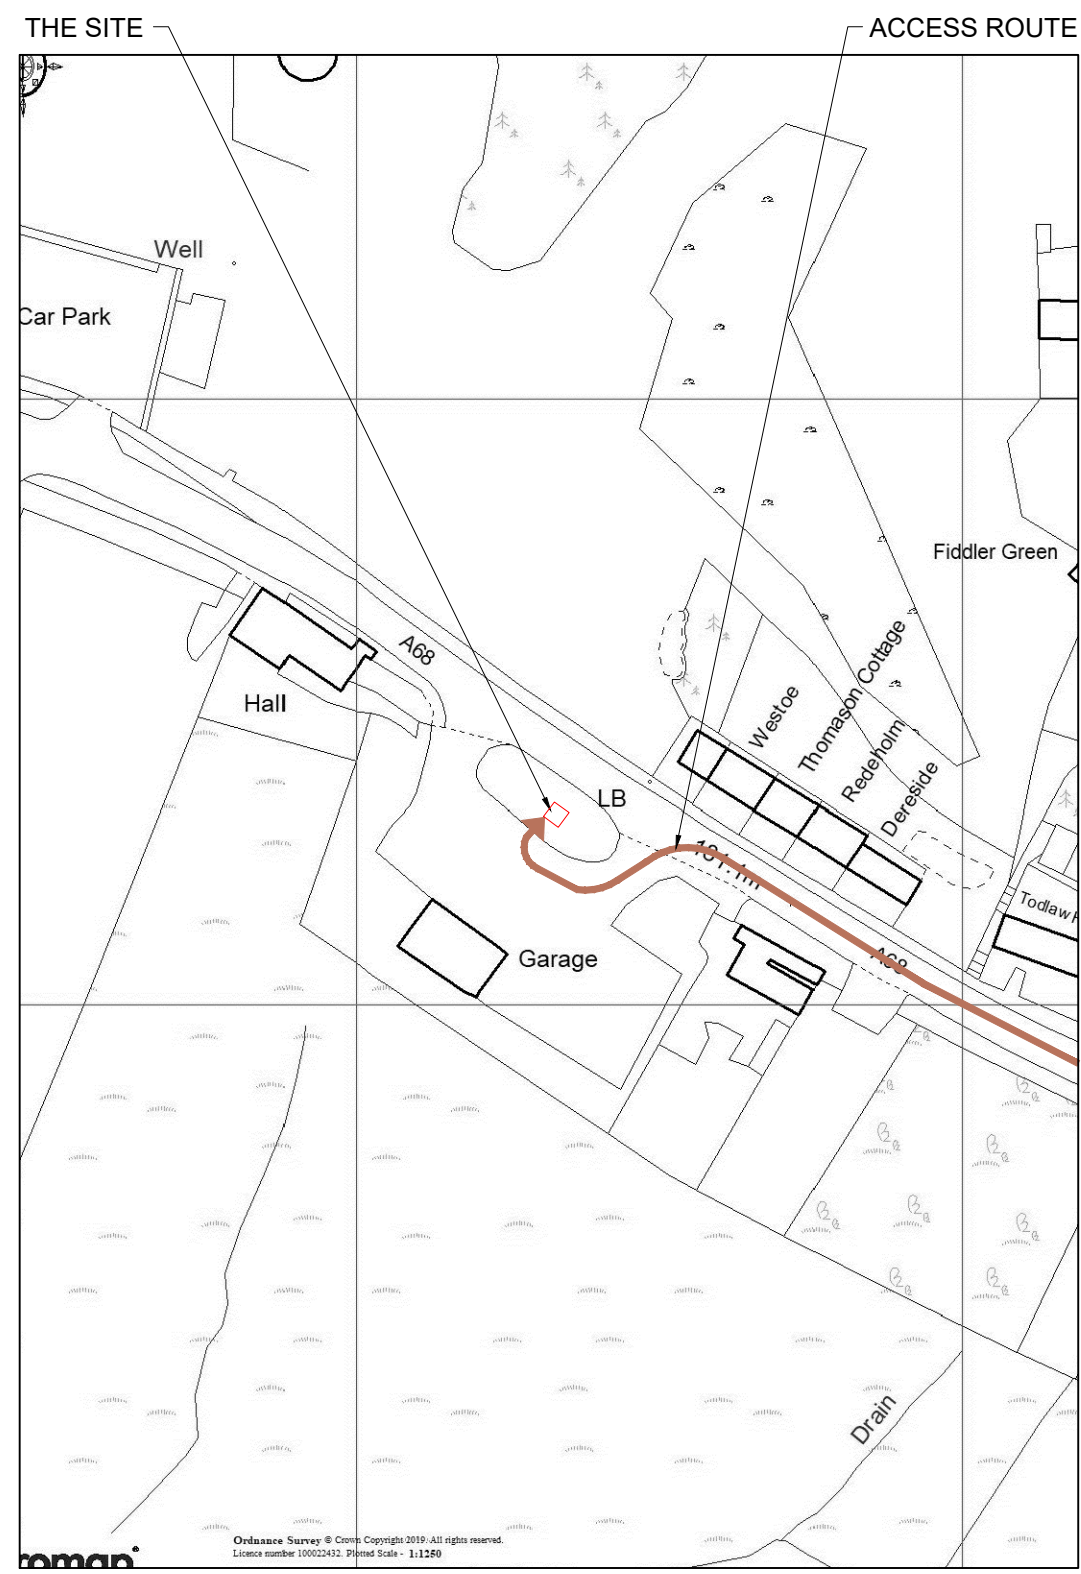 THE SITE
ACCESS ROUTE
Well
Car Park
Fiddler Green
A68
Hall
Westoe
Thomason Cottage
Redeholm
Dereside
LB
Garage
A68
Drain
Ordnance Survey © Crown Copyright 2019. All rights reserved.
Licence number 100022432. Plotted Scale - 1:1250